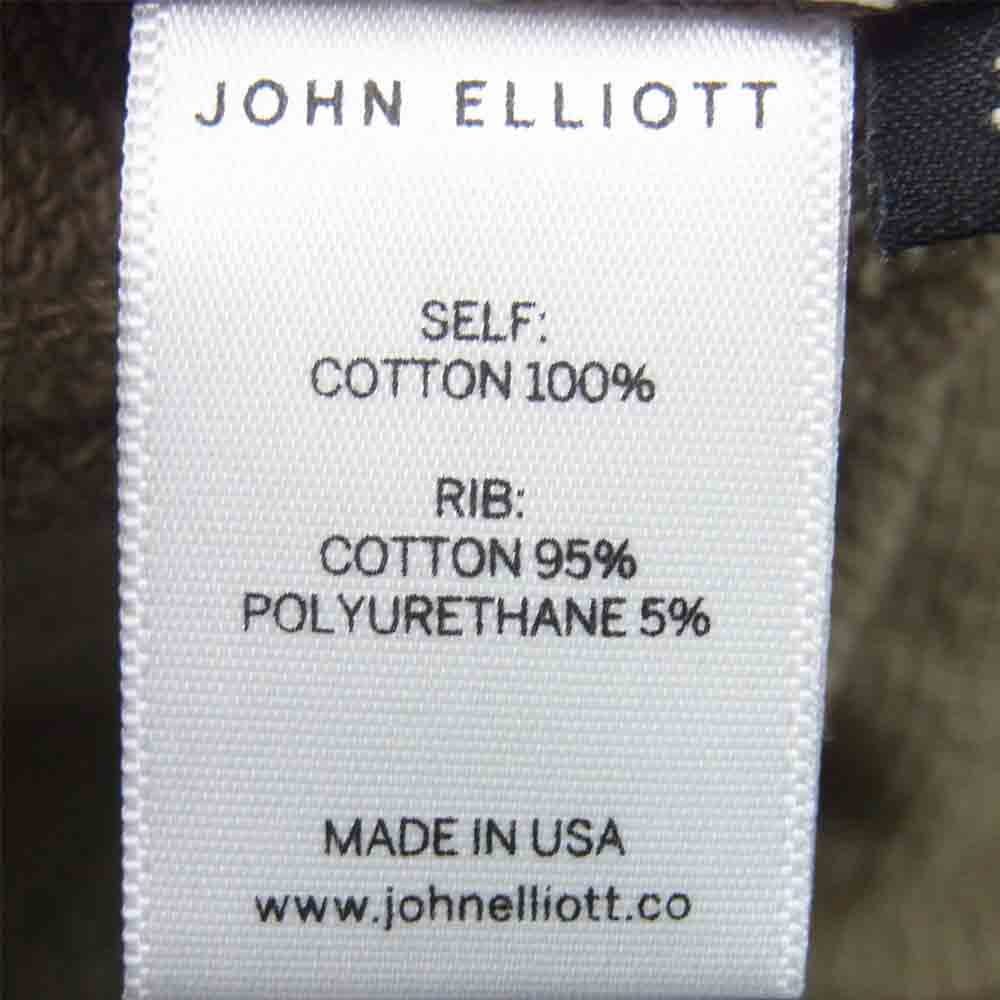 JOHN ELLIOTT
SELF:
COTTON 100%
RIB:
COTTON 95%
POLYURETHANE 5%
MADE IN USA
www.johnelliott.co